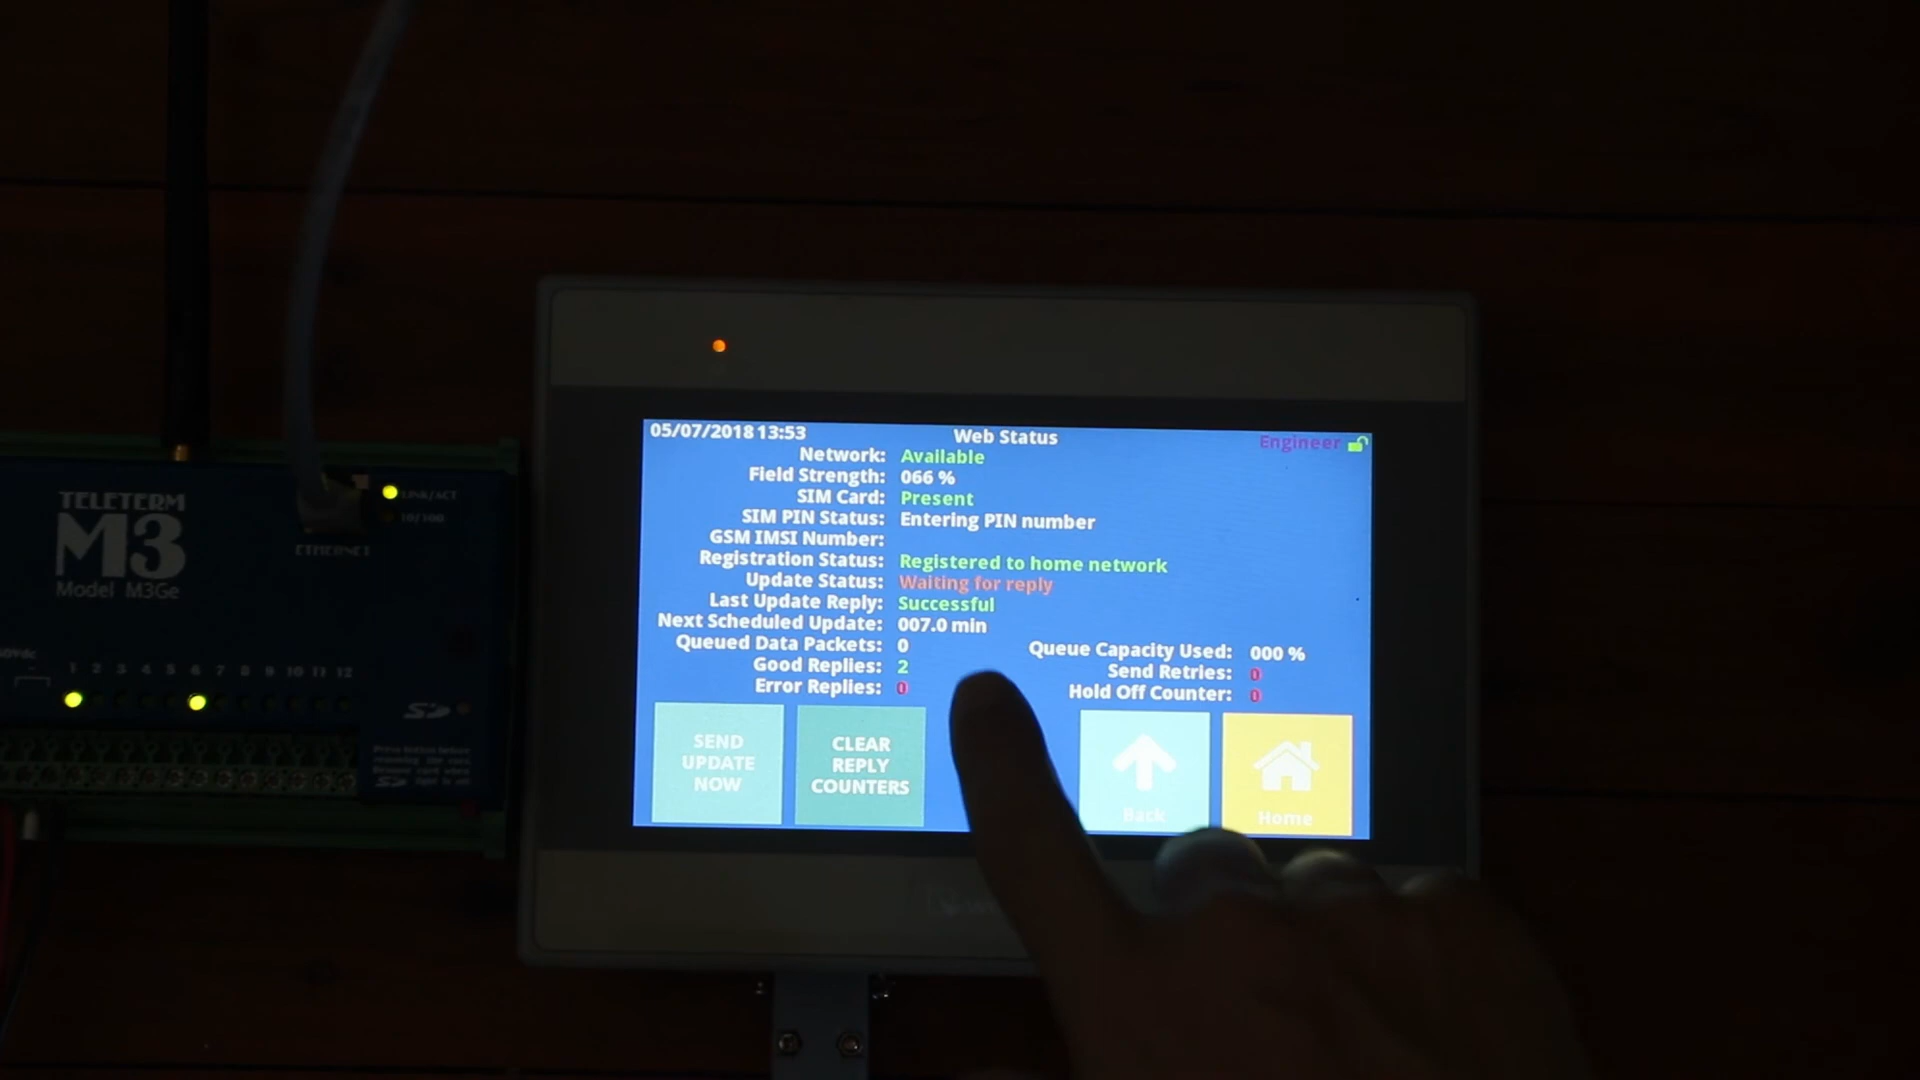 TELETERM
M3
Model M3Ge
LINK/ACT
10/100
ETHERNET
1 2 3 4 5 6 7 8 9 10 11 12
05/07/2018 13:53
Web Status
Engineer
Network: Available
Field Strength: 066 %
SIM Card: Present
SIM PIN Status: Entering PIN number
GSM IMSI Number:
Registration Status: Registered to home network
Update Status: Waiting for reply
Last Update Reply: Successful
Next Scheduled Update: 007.0 min
Queued Data Packets: 0
Queue Capacity Used: 000 %
Good Replies: 2
Send Retries: 0
Error Replies: 0
Hold Off Counter: 0
SEND
UPDATE
NOW
CLEAR
REPLY
COUNTERS
Back
Home